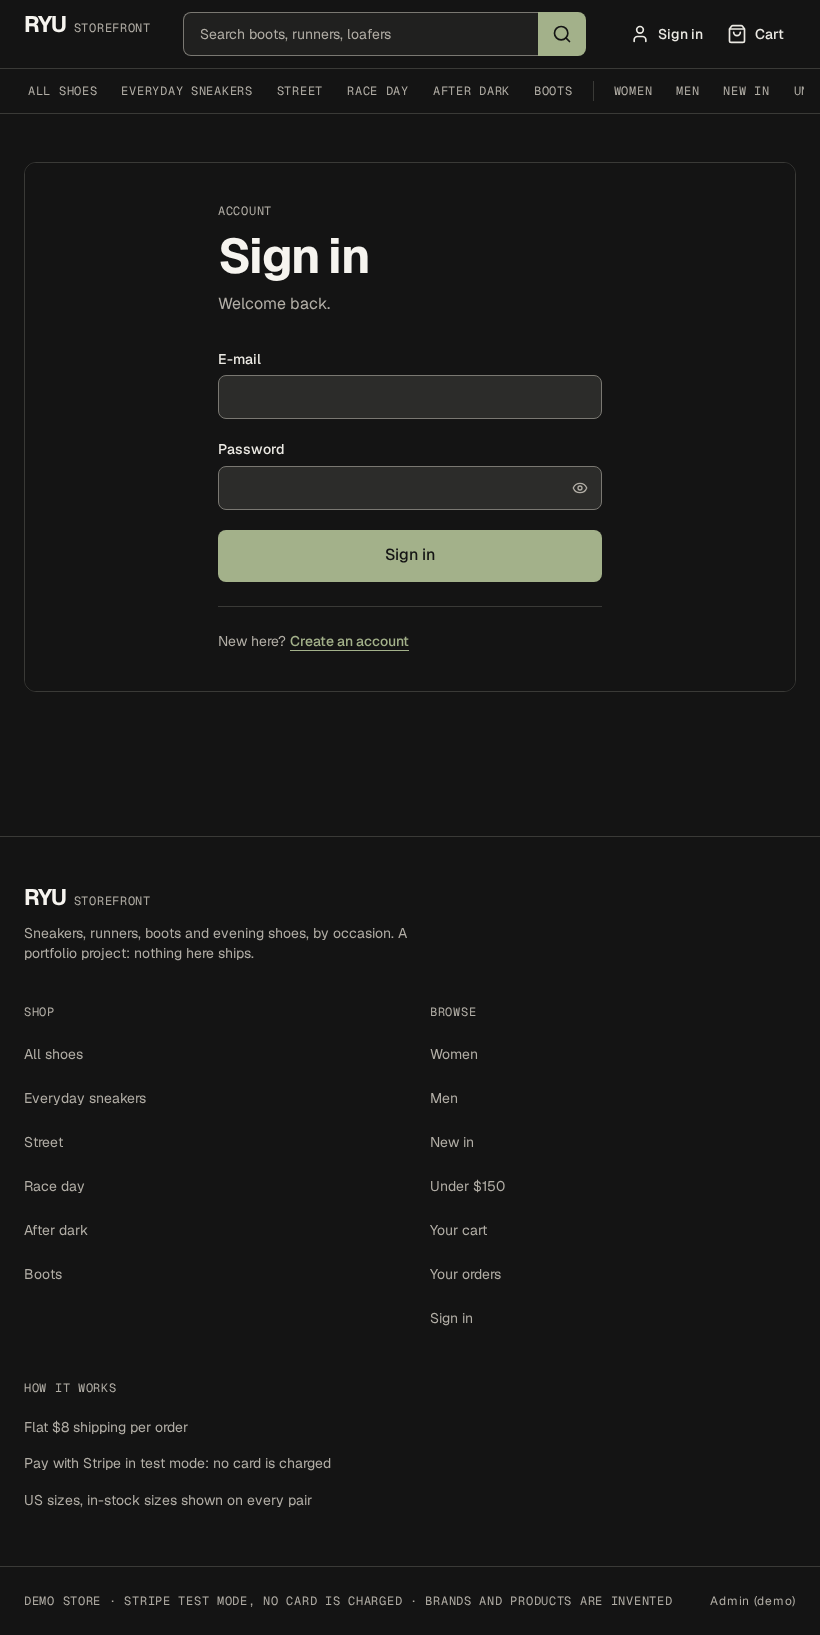 RYU STOREFRONT
Search boots, runners, loafers
Sign in
Cart
ALL SHOES EVERYDAY SNEAKERS STREET RACE DAY AFTER DARK BOOTS WOMEN MEN NEW IN
ACCOUNT
Sign in
Welcome back.
E-mail
Password
Sign in
New here? Create an account
RYU STOREFRONT
Sneakers, runners, boots and evening shoes, by occasion. A
portfolio project: nothing here ships.
SHOP
All shoes
Everyday sneakers
Street
Race day
After dark
Boots
BROWSE
Women
Men
New in
Under $150
Your cart
Your orders
Sign in
HOW IT WORKS
Flat $8 shipping per order
Pay with Stripe in test mode: no card is charged
US sizes, in-stock sizes shown on every pair
DEMO STORE · STRIPE TEST MODE, NO CARD IS CHARGED · BRANDS AND PRODUCTS ARE INVENTED
Admin (demo)